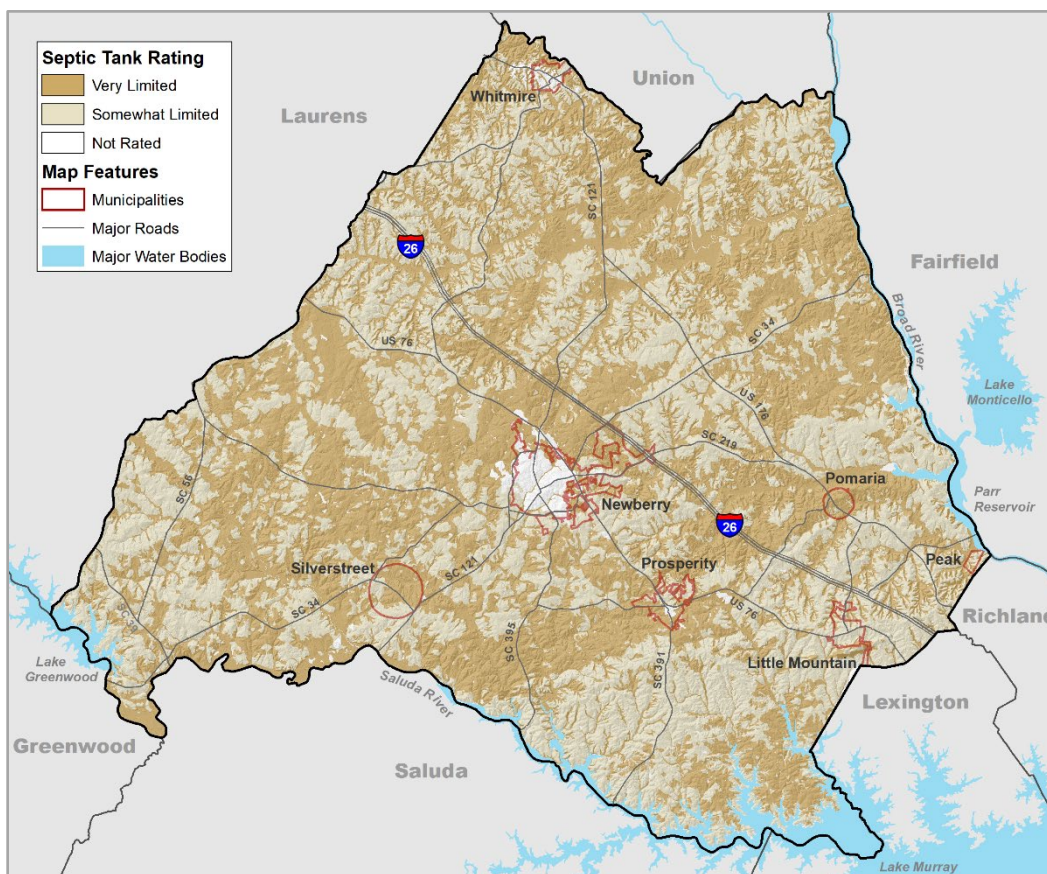 Septic Tank Rating
Very Limited
Somewhat Limited
Not Rated
Map Features
Municipalities
Major Roads
Major Water Bodies
Whitmire
Union
Laurens
SC 121
26
Fairfield
Broad River
US 76
SC 34
Lake
Monticello
US 176
SC 219
SC 56
Pomaria
Parr
Reservoir
Newberry
26
Silverstreet
SC 121
Prosperity
Peak
SC 34
US 76
Richland
SC 395
SC 39
Little Mountain
SC 391
Lake
Greenwood
Saluda River
Lexington
Greenwood
Saluda
Lake Murray